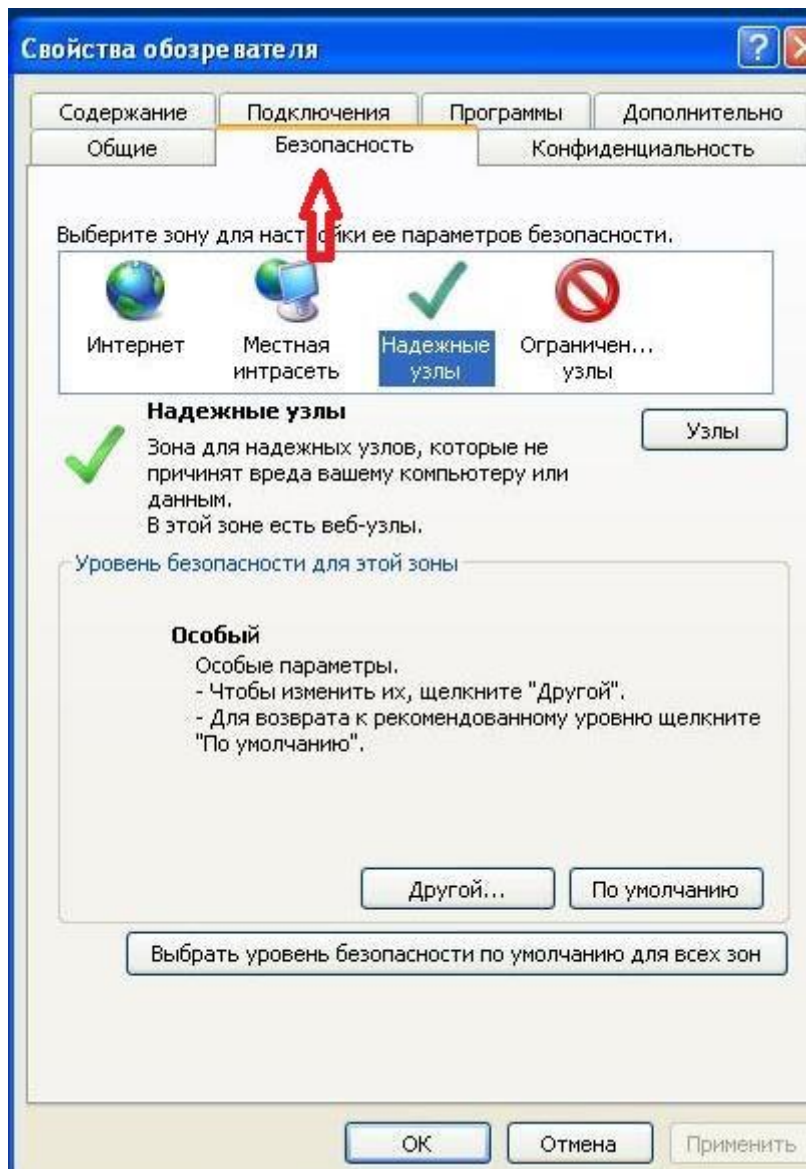 Свойства обозревателя
Содержание Подключения Программы Дополнительно
Общие Безопасность Конфиденциальность
Выберите зону для настройки ее параметров безопасности.
Интернет Местная интрасеть Надежные узлы Ограничен... узлы
Надежные узлы
Узлы
Зона для надежных узлов, которые не
причинят вреда вашему компьютеру или
данным.
В этой зоне есть веб-узлы.
Уровень безопасности для этой зоны
Особый
Особые параметры.
- Чтобы изменить их, щелкните "Другой".
- Для возврата к рекомендованному уровню щелкните
"По умолчанию".
Другой... По умолчанию
Выбрать уровень безопасности по умолчанию для всех зон
ОК Отмена Применить